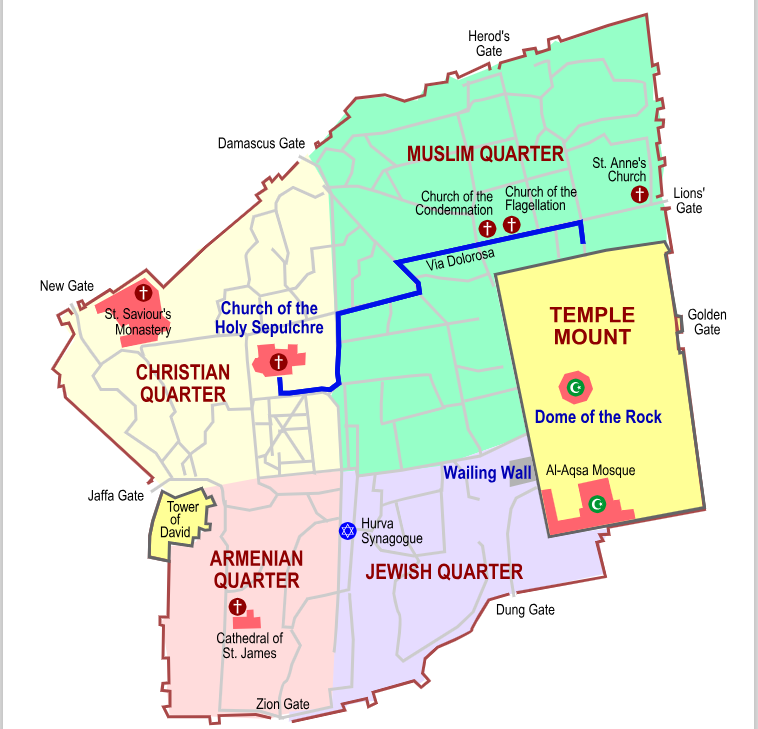 Herod's
Gate
Damascus Gate
MUSLIM QUARTER
St. Anne's
Church
Church of the
Condemnation
Church of the
Flagellation
Lions'
Gate
Via Dolorosa
New Gate
St. Saviour's
Monastery
Church of the
Holy Sepulchre
TEMPLE
MOUNT
Golden
Gate
CHRISTIAN
QUARTER
Dome of the Rock
Wailing Wall
Al-Aqsa Mosque
Jaffa Gate
Tower
of
David
Hurva
Synagogue
ARMENIAN
QUARTER
JEWISH QUARTER
Dung Gate
Cathedral of
St. James
Zion Gate